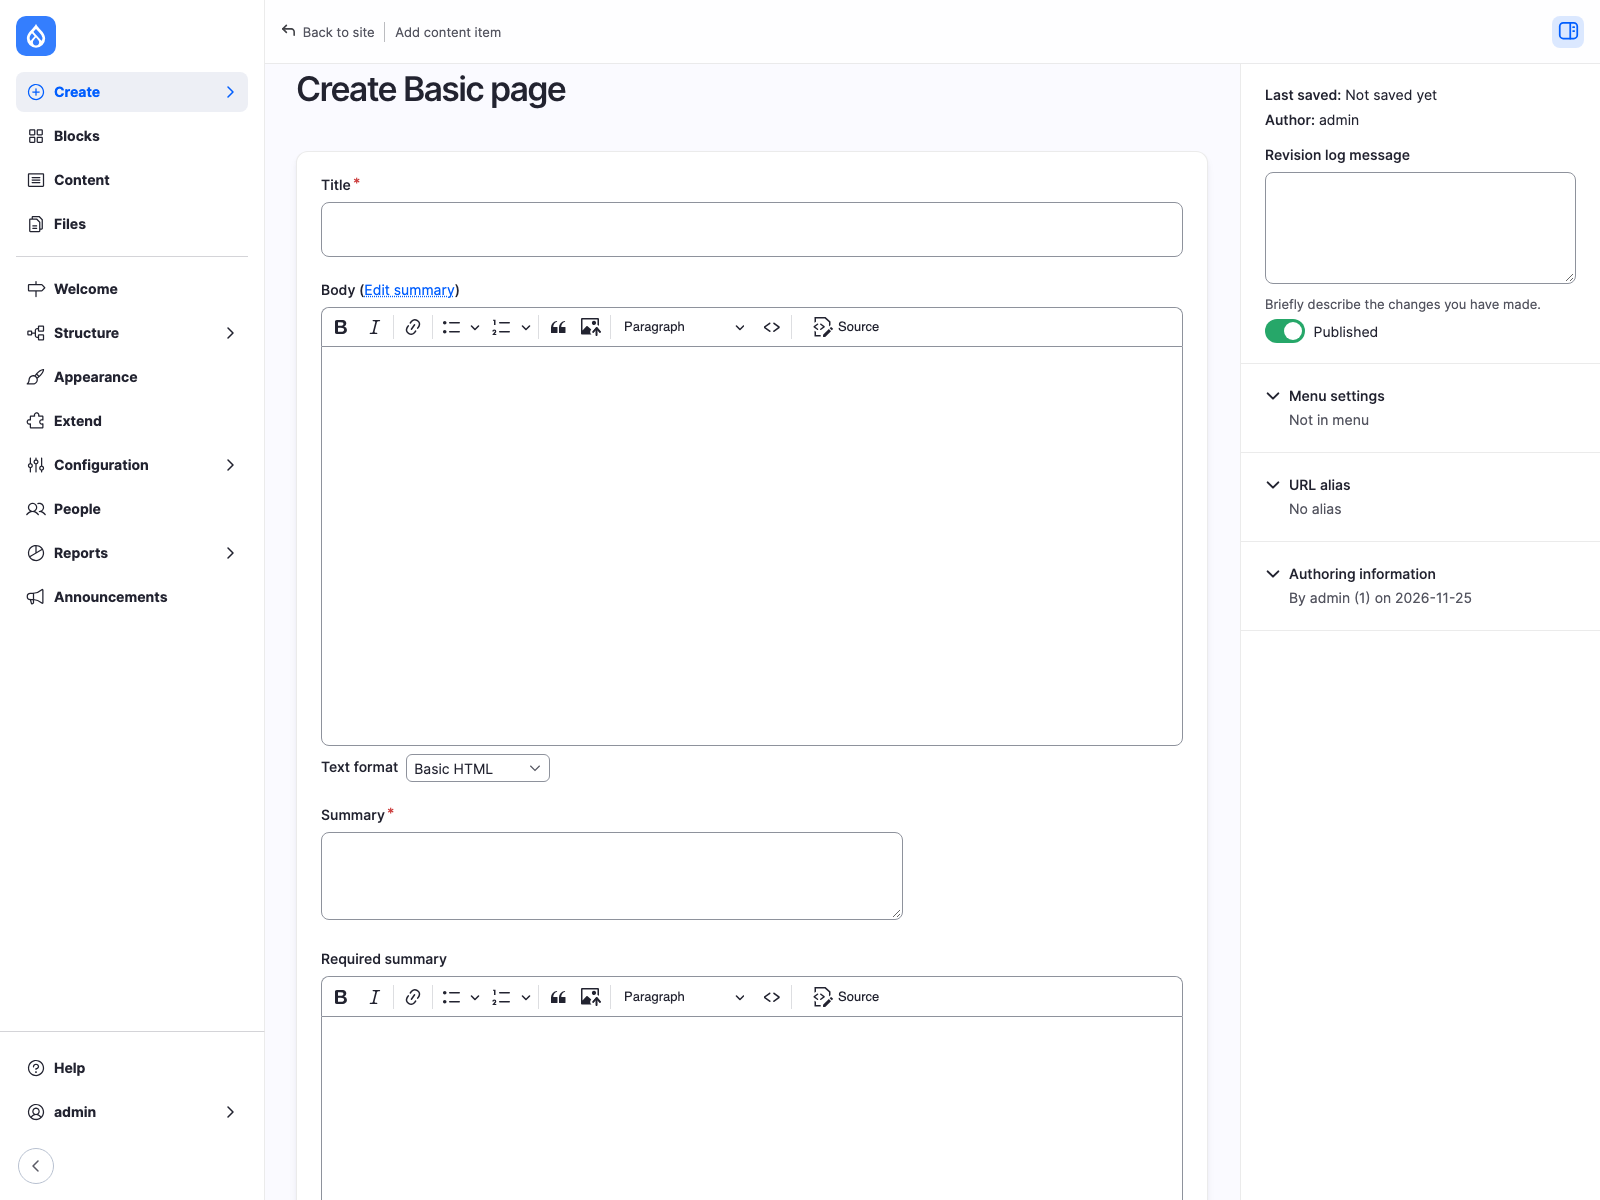 Create
Blocks
Content
Files
Welcome
Structure
Appearance
Extend
Configuration
People
Reports
Announcements
Help
admin
Back to site
Add content item
Create Basic page
Title*
Body (Edit summary)
Paragraph
Source
Text format
Basic HTML
Summary*
Required summary
Paragraph
Source
Last saved: Not saved yet
Author: admin
Revision log message
Briefly describe the changes you have made.
Published
Menu settings
Not in menu
URL alias
No alias
Authoring information
By admin (1) on 2026-11-25